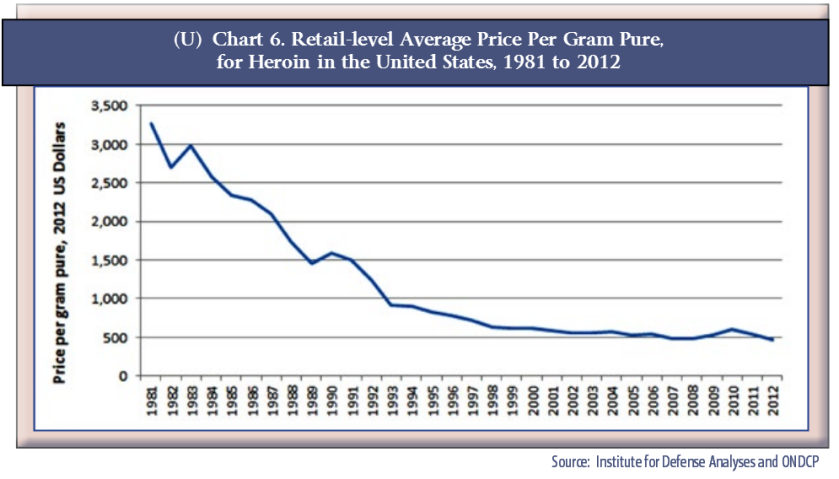 (U) Chart 6. Retail-level Average Price Per Gram Pure,
for Heroin in the United States, 1981 to 2012
Price per gram pure, 2012 US Dollars
3,500
3,000
2,500
2,000
1,500
1,000
500
0
1981 1982 1983 1984 1985 1986 1987 1988 1989 1990 1991 1992 1993 1994 1995 1996 1997 1998 1999 2000 2001 2002 2003 2004 2005 2006 2007 2008 2009 2010 2011 2012
Source: Institute for Defense Analyses and ONDCP